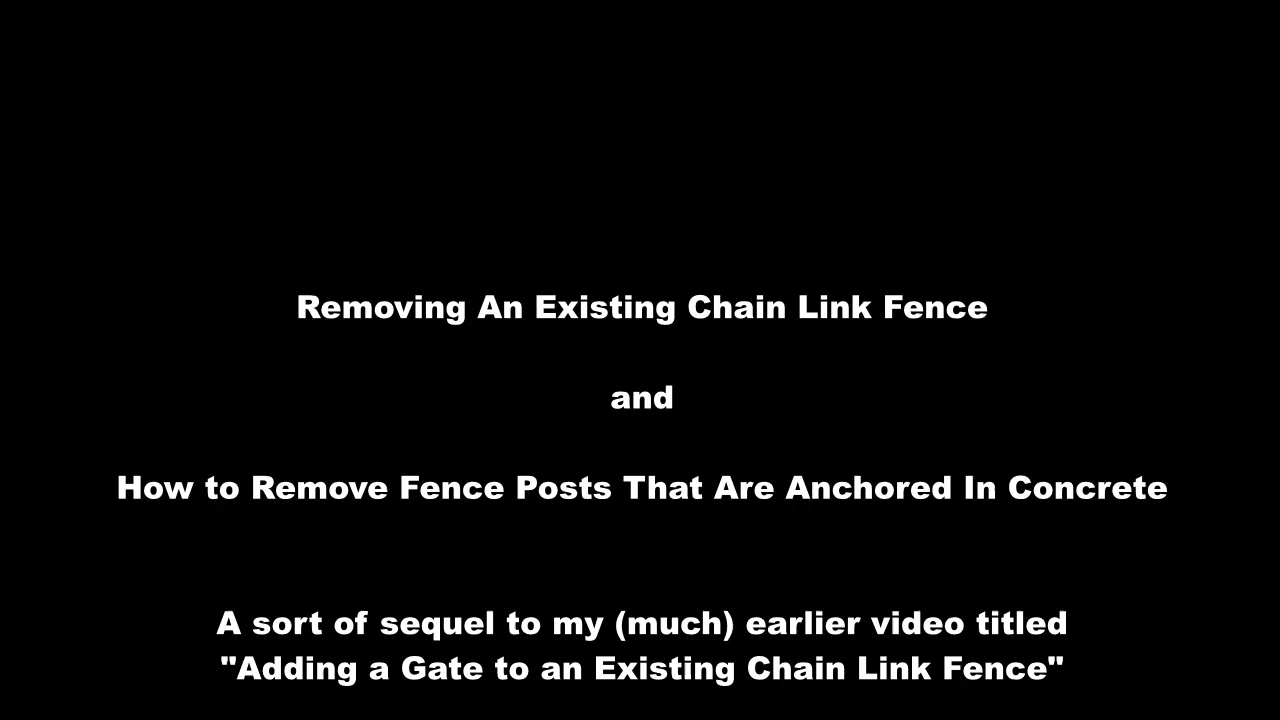 Removing An Existing Chain Link Fence
and
How to Remove Fence Posts That Are Anchored In Concrete
A sort of sequel to my (much) earlier video titled
"Adding a Gate to an Existing Chain Link Fence"